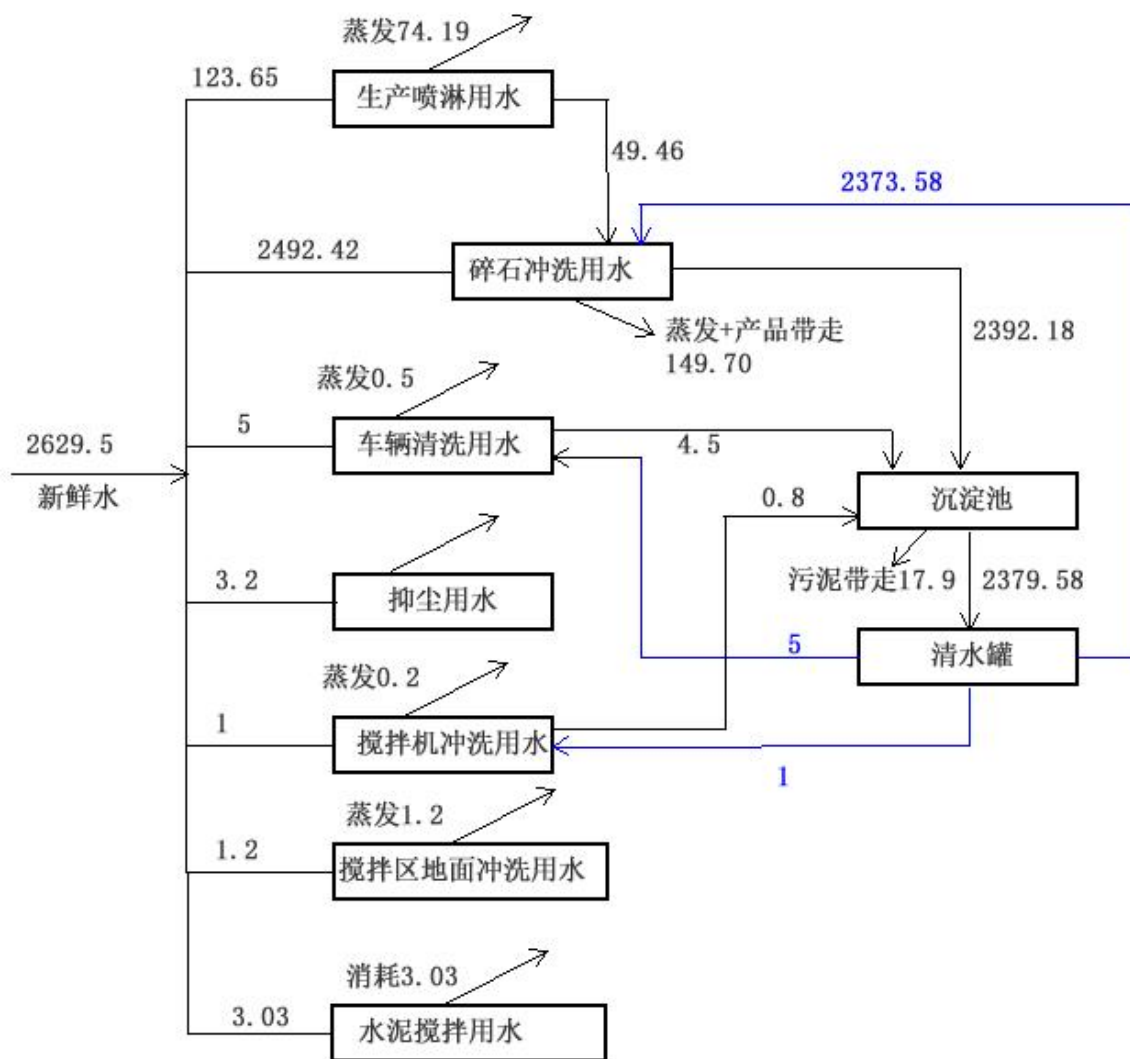 蒸发74.19
123.65
生产喷淋用水
49.46
2373.58
2492.42
碎石冲洗用水
蒸发+产品带走
149.70
2392.18
蒸发0.5
5
车辆清洗用水
4.5
2629.5
新鲜水
0.8
沉淀池
3.2
抑尘用水
污泥带走17.9
2379.58
蒸发0.2
5
清水罐
1
搅拌机冲洗用水
1
蒸发1.2
1.2
搅拌区地面冲洗用水
消耗3.03
3.03
水泥搅拌用水